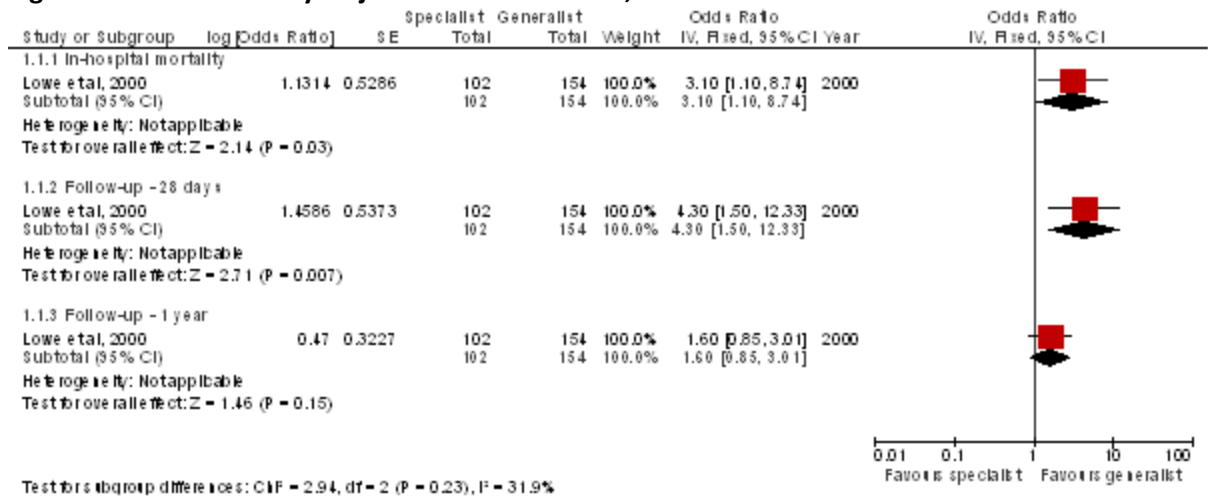 Specialist Generalist Odds Ratio Odds Ratio
Study or Subgroup log[Odds Ratio] SE Total Total Weight IV, Fixed, 95% CI Year IV, Fixed, 95% CI
1.1.1 In-hospital mortality
Lowe et al, 2000 1.1314 0.5286 102 154 100.0% 3.10 [1.10, 8.74] 2000
Subtotal (95% CI) 102 154 100.0% 3.10 [1.10, 8.74]
Heterogeneity: Not applicable
Test for overall effect: Z = 2.14 (P = 0.03)
1.1.2 Follow-up - 28 days
Lowe et al, 2000 1.4586 0.5373 102 154 100.0% 4.30 [1.50, 12.33] 2000
Subtotal (95% CI) 102 154 100.0% 4.30 [1.50, 12.33]
Heterogeneity: Not applicable
Test for overall effect: Z = 2.71 (P = 0.007)
1.1.3 Follow-up - 1 year
Lowe et al, 2000 0.47 0.3227 102 154 100.0% 1.60 [0.85, 3.01] 2000
Subtotal (95% CI) 102 154 100.0% 1.60 [0.85, 3.01]
Heterogeneity: Not applicable
Test for overall effect: Z = 1.46 (P = 0.15)
0.01 0.1 1 10 100
Favours specialist Favours generalist
Test for subgroup differences: Chi² = 2.94, df = 2 (P = 0.23), I² = 31.9%